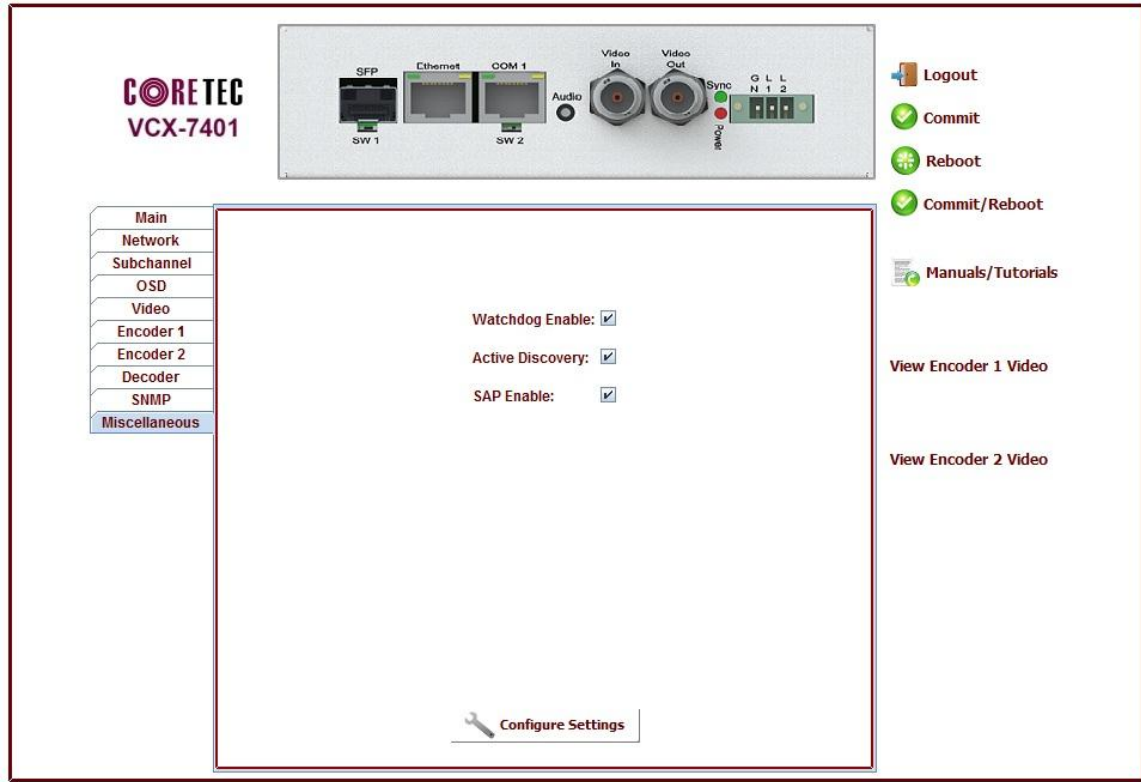 CORETEC
VCX-7401
SFP
Ethernet
COM 1
Audio
Video
In
Video
Out
Sync
Power
G L L
N 1 2
SW 1
SW 2
Logout
Commit
Reboot
Commit/Reboot
Manuals/Tutorials
View Encoder 1 Video
View Encoder 2 Video
Main
Network
Subchannel
OSD
Video
Encoder 1
Encoder 2
Decoder
SNMP
Miscellaneous
Watchdog Enable:
Active Discovery:
SAP Enable:
Configure Settings